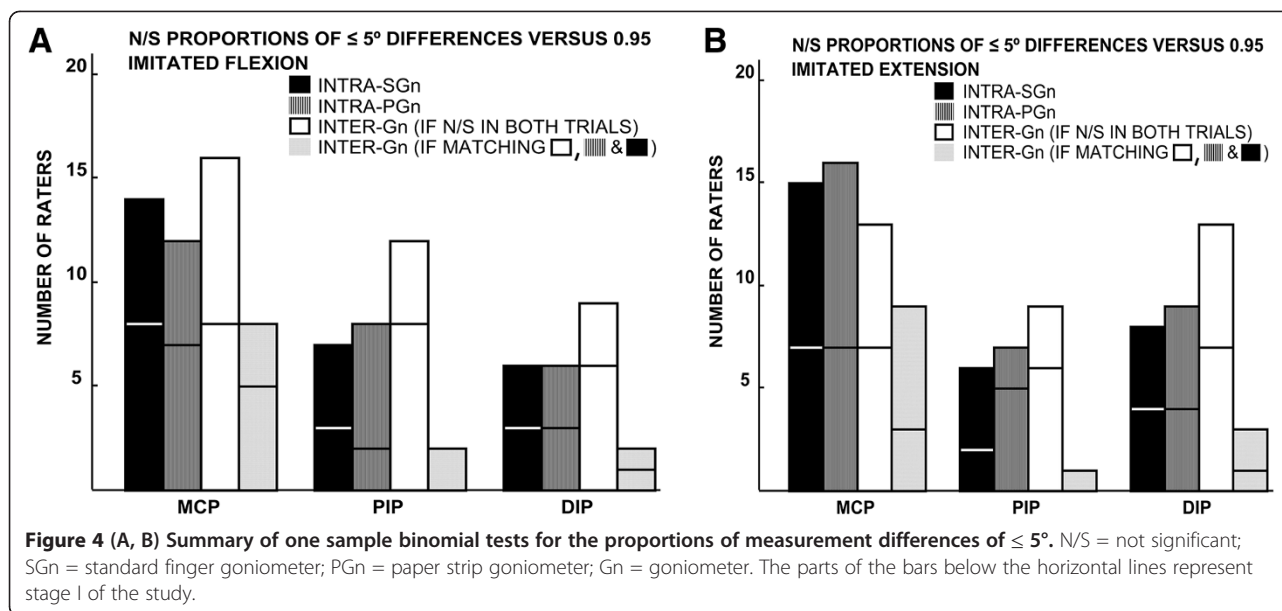 A
N/S PROPORTIONS OF ≤ 5º DIFFERENCES VERSUS 0.95
IMITATED FLEXION
INTRA-SGn
INTRA-PGn
INTER-Gn (IF N/S IN BOTH TRIALS)
INTER-Gn (IF MATCHING , & )
NUMBER OF RATERS
20
15
10
5
MCP
PIP
DIP
B
N/S PROPORTIONS OF ≤ 5º DIFFERENCES VERSUS 0.95
IMITATED EXTENSION
INTRA-SGn
INTRA-PGn
INTER-Gn (IF N/S IN BOTH TRIALS)
INTER-Gn (IF MATCHING , & )
NUMBER OF RATERS
20
15
10
5
MCP
PIP
DIP
Figure 4 (A, B) Summary of one sample binomial tests for the proportions of measurement differences of ≤ 5°. N/S = not significant;
SGn = standard finger goniometer; PGn = paper strip goniometer; Gn = goniometer. The parts of the bars below the horizontal lines represent
stage I of the study.